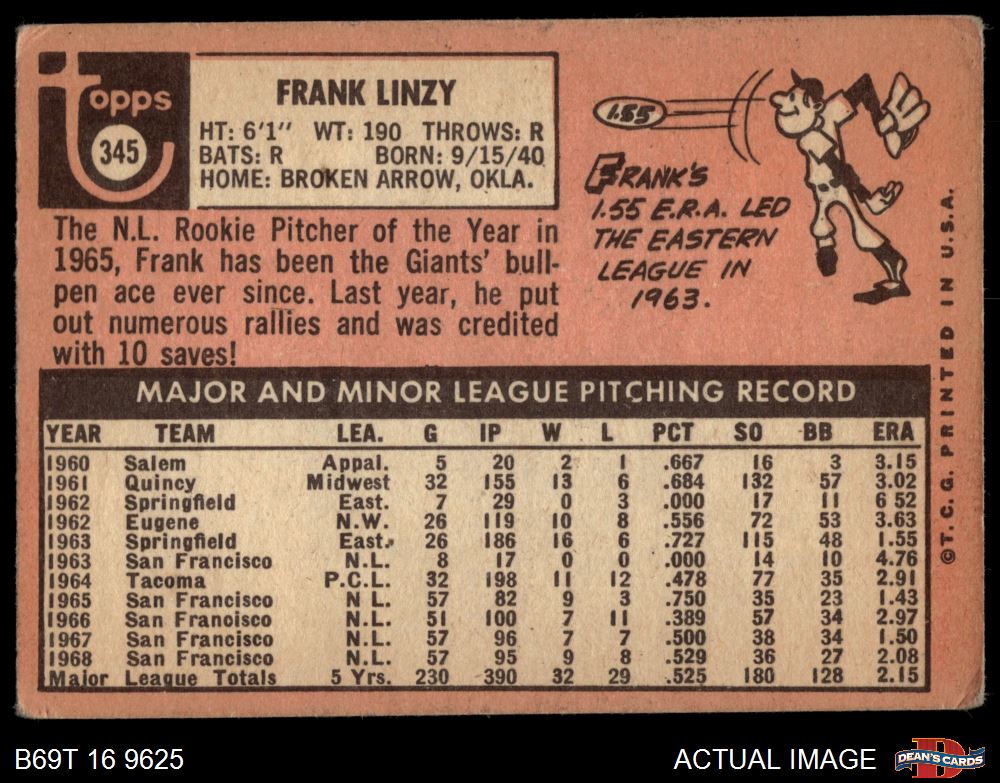 Topps
345
FRANK LINZY
HT: 6'1" WT: 190 THROWS: R
BATS: R BORN: 9/15/40
HOME: BROKEN ARROW, OKLA.
The N.L. Rookie Pitcher of the Year in
1965, Frank has been the Giants' bull-
pen ace ever since. Last year, he put
out numerous rallies and was credited
with 10 saves!
1.55
FRANK'S
1.55 E.R.A. LED
THE EASTERN
LEAGUE IN
1963.
MAJOR AND MINOR LEAGUE PITCHING RECORD
YEAR TEAM LEA. G IP W L PCT SO BB ERA
1960 Salem Appal. 5 20 2 1 .667 16 3 3.15
1961 Quincy Midwest 32 155 13 6 .684 132 57 3.02
1962 Springfield East. 7 29 0 3 .000 17 11 6 52
1962 Eugene N.W. 26 119 10 8 .556 72 53 3.63
1963 Springfield East. 26 186 16 6 .727 115 48 1.55
1963 San Francisco N.L. 8 17 0 0 .000 14 10 4.76
1964 Tacoma P.C.L. 32 198 11 12 .478 77 35 2.91
1965 San Francisco N L. 57 82 9 3 .750 35 23 1.43
1966 San Francisco N.L. 51 100 7 11 .389 57 34 2.97
1967 San Francisco N.L. 57 96 7 7 .500 38 34 1.50
1968 San Francisco N.L. 57 95 9 8 .529 36 27 2.08
Major League Totals 5 Yrs. 230 390 32 29 .525 180 128 2.15
©T.C.G. PRINTED IN U.S.A.
B69T 16 9625
ACTUAL IMAGE
D
DEAN'S CARDS